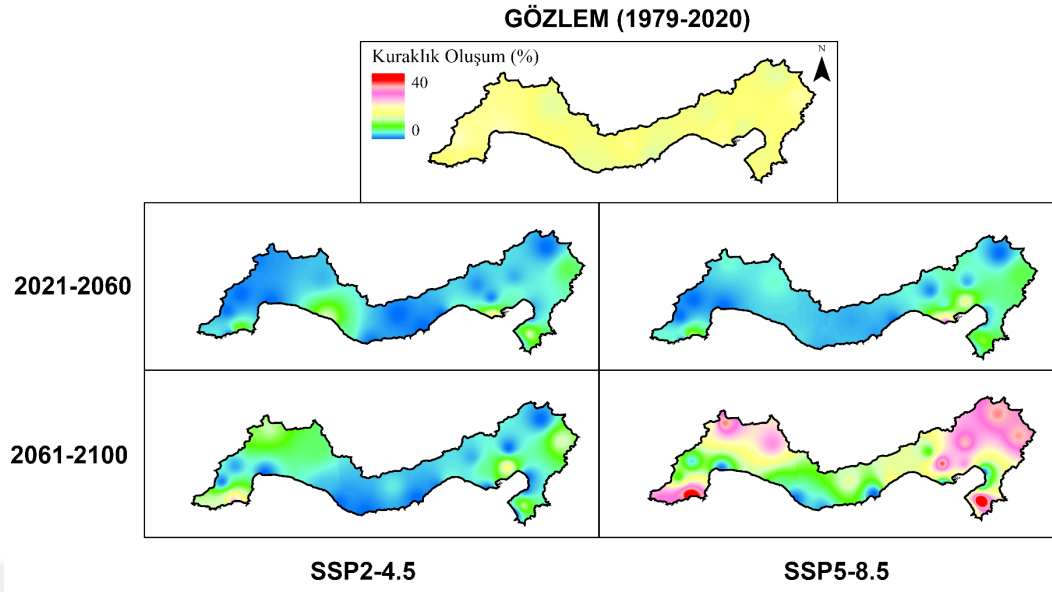 GÖZLEM (1979-2020)
Kuraklık Oluşum (%)
40
0
N
2021-2060
2061-2100
SSP2-4.5
SSP5-8.5